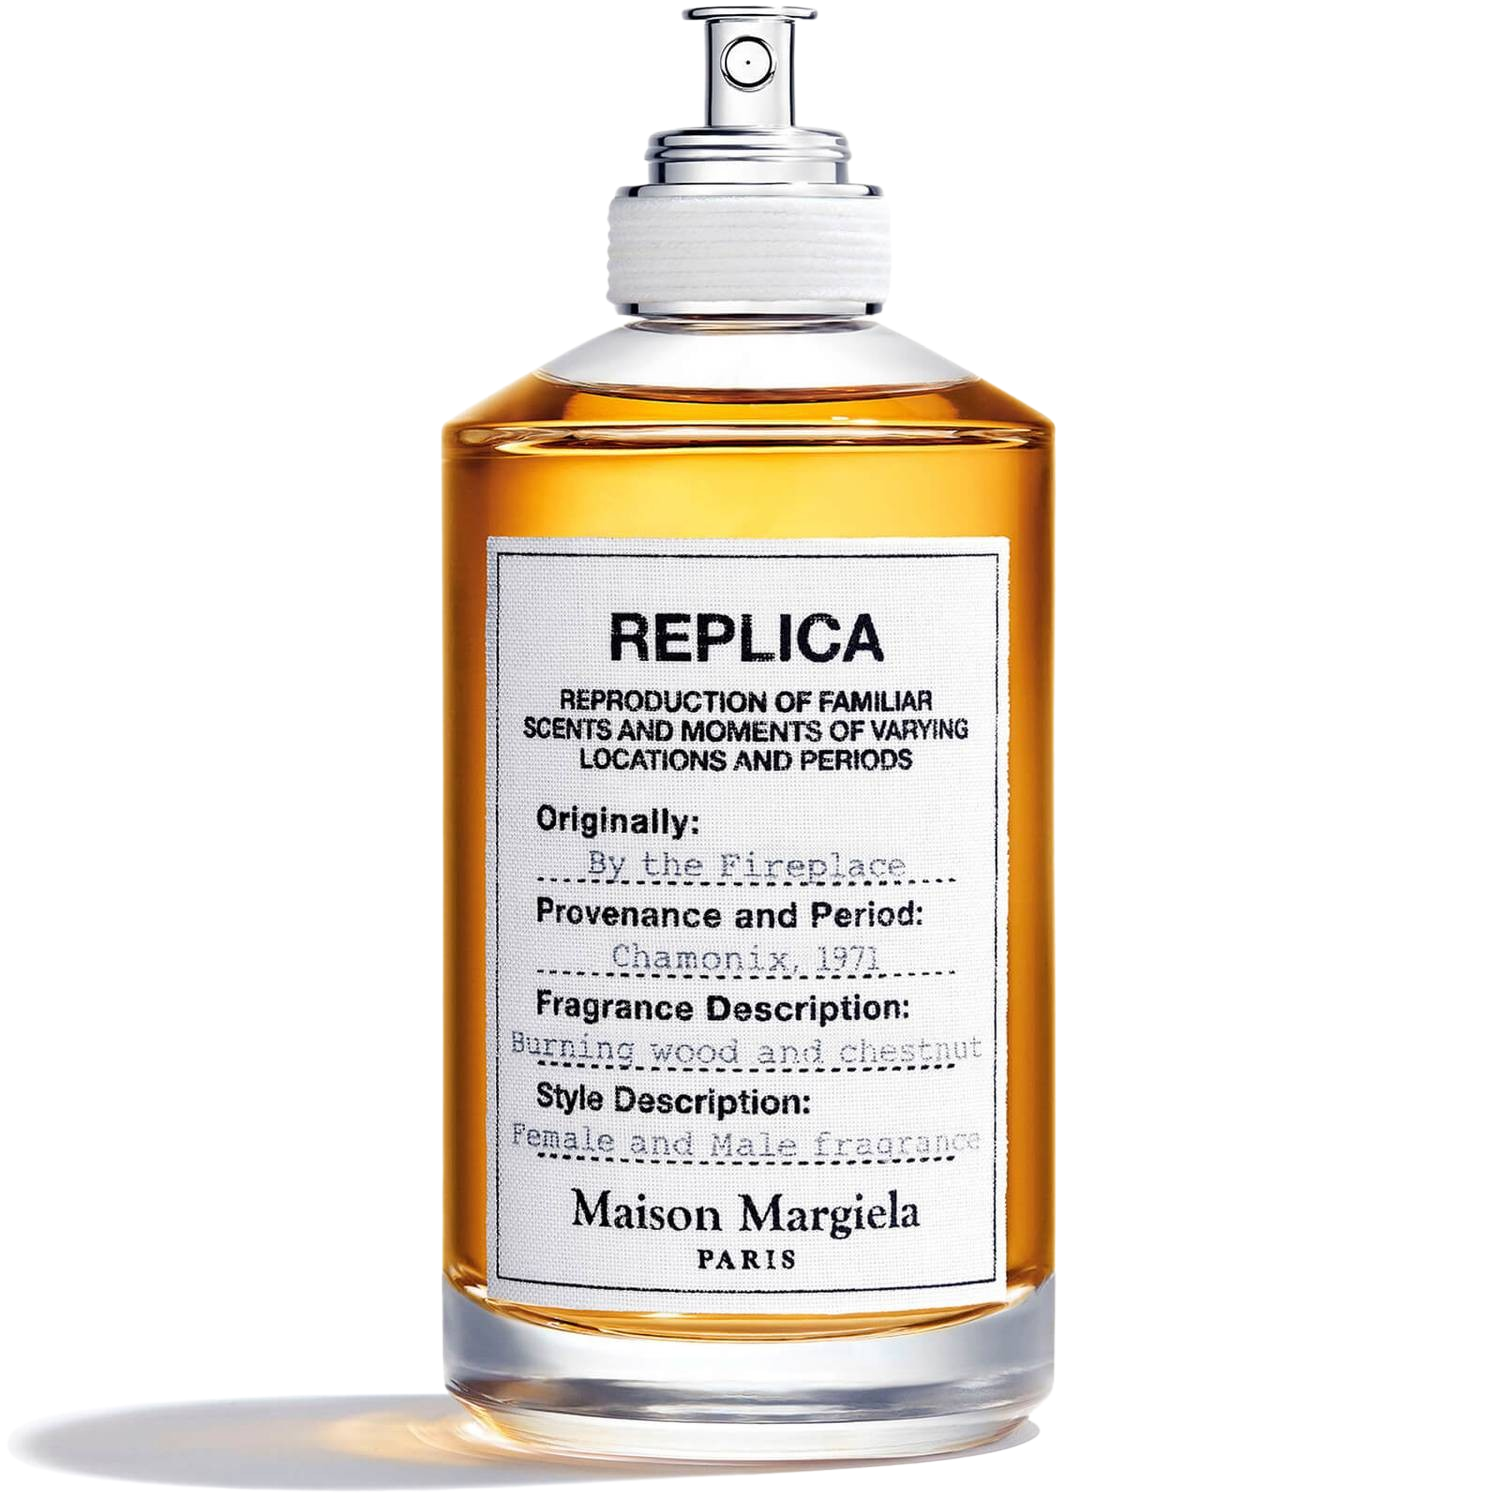 REPLICA
REPRODUCTION OF FAMILIAR
SCENTS AND MOMENTS OF VARYING
LOCATIONS AND PERIODS
Originally:
By the Fireplace
Provenance and Period:
Chamonix, 1971
Fragrance Description:
Burning wood and chestnut
Style Description:
Female and Male fragrance
Maison Margiela
PARIS